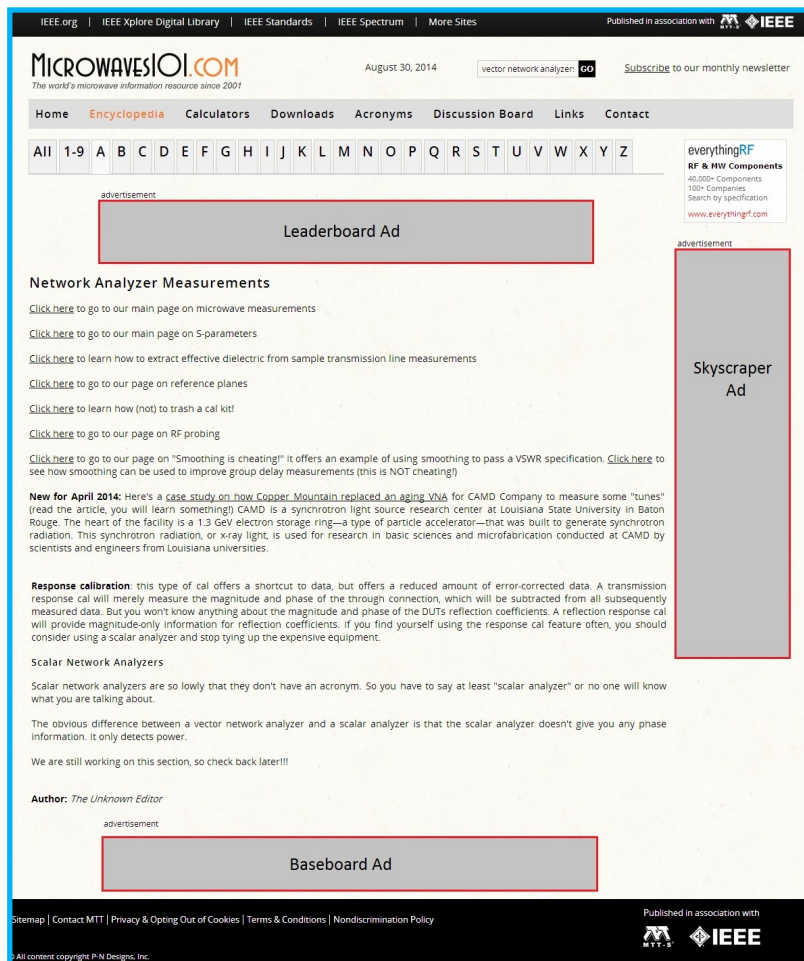 IEEE.org | IEEE Xplore Digital Library | IEEE Standards | IEEE Spectrum | More Sites
Published in association with MTT-S IEEE
MICROWAVES101.COM
The world's microwave information resource since 2001
August 30, 2014
vector network analyzer: GO
Subscribe to our monthly newsletter
Home Encyclopedia Calculators Downloads Acronyms Discussion Board Links Contact
All 1-9 A B C D E F G H I J K L M N O P Q R S T U V W X Y Z
everythingRF
RF & MW Components
40,000+ Components
100+ Companies
Search by specification
www.everythingrf.com
advertisement
Leaderboard Ad
advertisement
Skyscraper
Ad
Network Analyzer Measurements
Click here to go to our main page on microwave measurements
Click here to go to our main page on S-parameters
Click here to learn how to extract effective dielectric from sample transmission line measurements
Click here to go to our page on reference planes
Click here to learn how (not) to trash a cal kit!
Click here to go to our page on RF probing
Click here to go to our page on "Smoothing is cheating!" It offers an example of using smoothing to pass a VSWR specification. Click here to
see how smoothing can be used to improve group delay measurements (this is NOT cheating!)
New for April 2014: Here's a case study on how Copper Mountain replaced an aging VNA for CAMD Company to measure some "tunes"
(read the article, you will learn something!) CAMD is a synchrotron light source research center at Louisiana State University in Baton
Rouge. The heart of the facility is a 1.3 GeV electron storage ring—a type of particle accelerator—that was built to generate synchrotron
radiation. This synchrotron radiation, or x-ray light, is used for research in basic sciences and microfabrication conducted at CAMD by
scientists and engineers from Louisiana universities.
Response calibration: this type of cal offers a shortcut to data, but offers a reduced amount of error-corrected data. A transmission
response cal will merely measure the magnitude and phase of the through connection, which will be subtracted from all subsequently
measured data. But you won't know anything about the magnitude and phase of the DUTs reflection coefficients. A reflection response cal
will provide magnitude-only information for reflection coefficients. If you find yourself using the response cal feature often, you should
consider using a scalar analyzer and stop tying up the expensive equipment.
Scalar Network Analyzers
Scalar network analyzers are so lowly that they don't have an acronym. So you have to say at least "scalar analyzer" or no one will know
what you are talking about.
The obvious difference between a vector network analyzer and a scalar analyzer is that the scalar analyzer doesn't give you any phase
information. It only detects power.
We are still working on this section, so check back later!!!
Author: The Unknown Editor
advertisement
Baseboard Ad
Sitemap | Contact MTT | Privacy & Opting Out of Cookies | Terms & Conditions | Nondiscrimination Policy
Published in association with
MTT-S IEEE
© All content copyright P-N Designs, Inc.